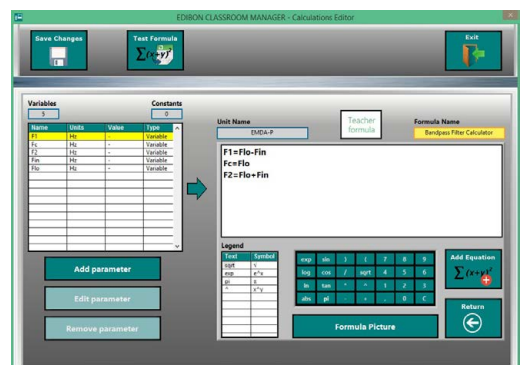 EDIBON CLASSROOM MANAGER - Calculations Editor
Save Changes
Test Formula
Σ(x+y)²
Exit
Variables
5
Constants
0
Name Units Value Type
F1 Hz - Variable
Fc Hz - Variable
F2 Hz - Variable
Fin Hz - Variable
Flo Hz - Variable
Add parameter
Edit parameter
Remove parameter
Unit Name
EMDA-P
Teacher formula
Formula Name
Bendpass Filter Calculator
F1=Flo-Fin
Fc=Flo
F2=Flo+Fin
Legend
Text Symbol
sqrt √
exp e^x
pi
^ x^y
exp sin ) ( 7 8 9
log cos / sqrt 4 5 6
ln tan * ^ 1 2 3
abs pi - + . 0 C
Formula Picture
Add Equation
Σ(x+y)²
Return